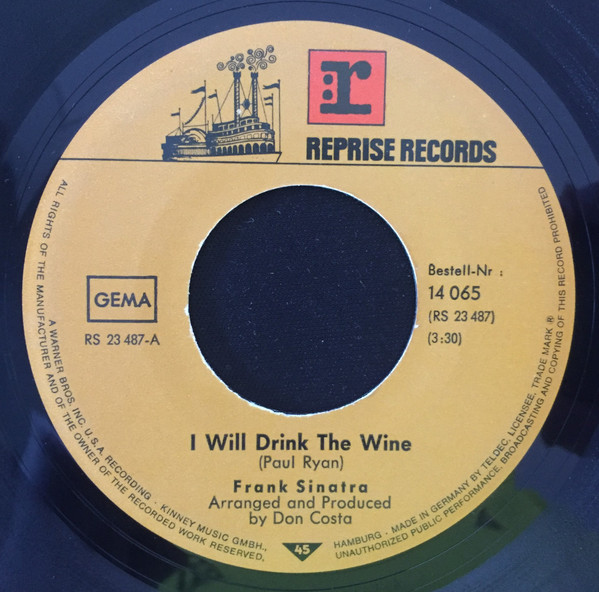 r
REPRISE RECORDS
GEMA
RS 23 487-A
Bestell-Nr :
14 065
(RS 23 487)
(3:30)
I Will Drink The Wine
(Paul Ryan)
Frank Sinatra
Arranged and Produced
by Don Costa
45
ALL RIGHTS OF THE MANUFACTURER AND OF THE OWNER OF THE RECORDED WORK RESERVED,
A WARNER BROS. INC. U.S.A. RECORDING · KINNEY MUSIC GMBH.,
HAMBURG · MADE IN GERMANY BY TELDEC, LICENSEE. TRADE MARK ®
UNAUTHORIZED PUBLIC PERFORMANCE, BROADCASTING AND COPYING OF THIS RECORD PROHIBITED